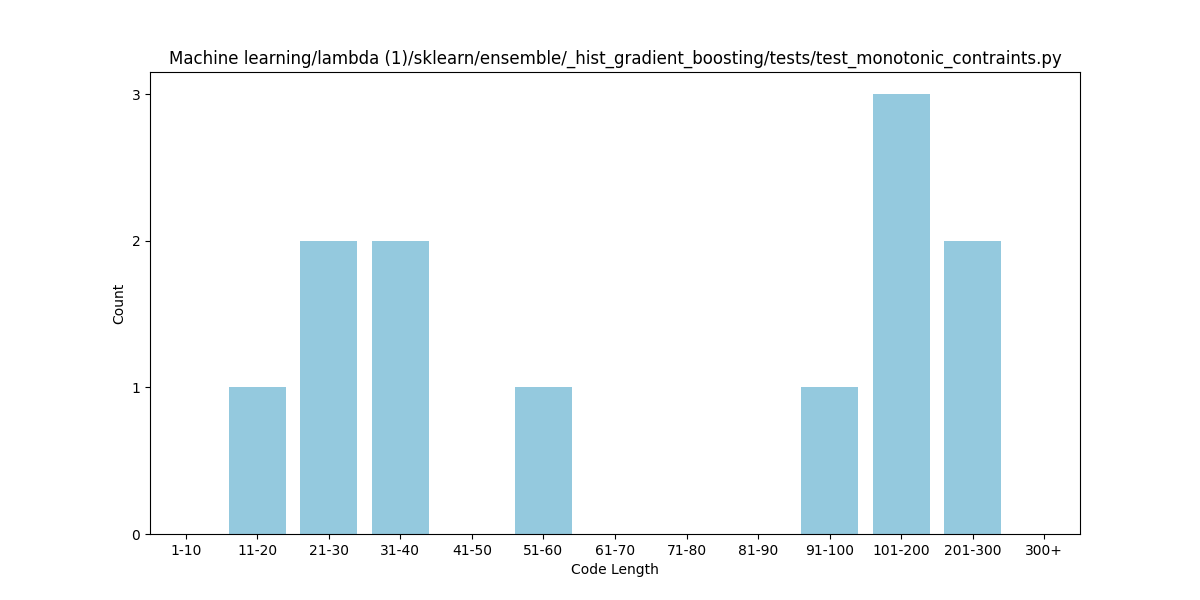 Machine learning/lambda (1)/sklearn/ensemble/_hist_gradient_boosting/tests/test_monotonic_contraints.py
3
2
1
0
Count
1-10 11-20 21-30 31-40 41-50 51-60 61-70 71-80 81-90 91-100 101-200 201-300 300+
Code Length